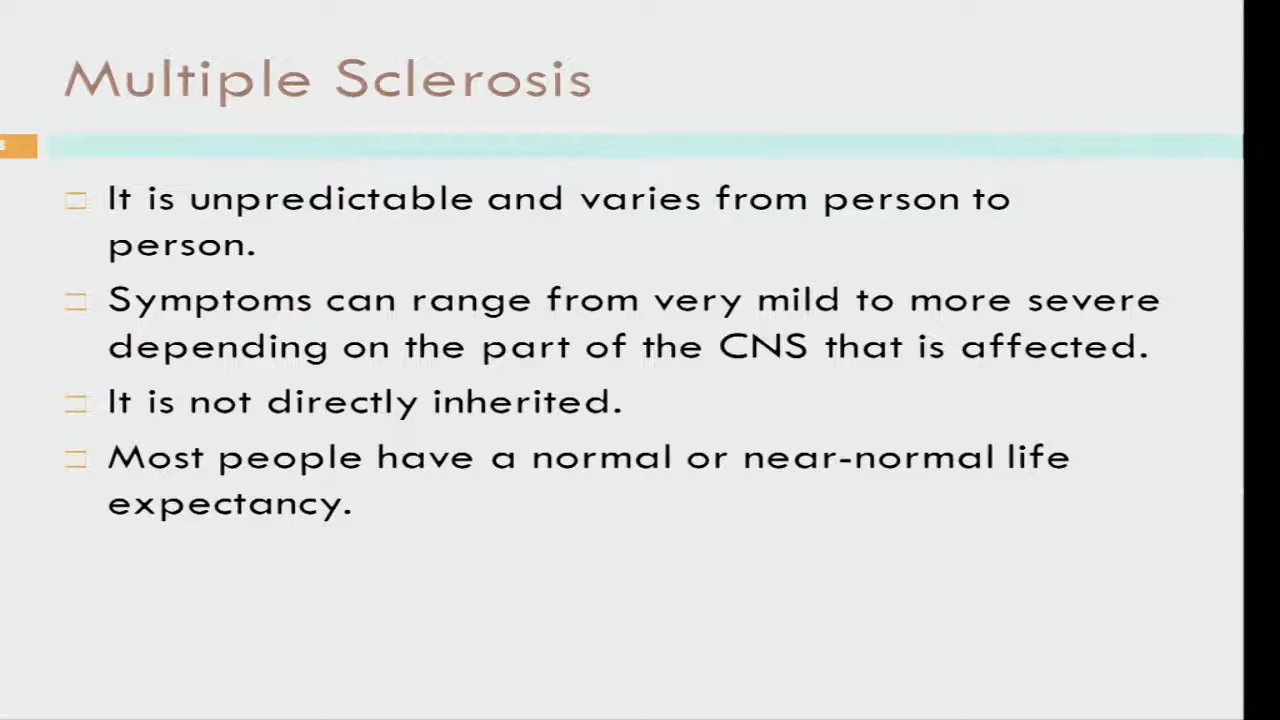 Multiple Sclerosis
8
It is unpredictable and varies from person to
person.
Symptoms can range from very mild to more severe
depending on the part of the CNS that is affected.
It is not directly inherited.
Most people have a normal or near-normal life
expectancy.